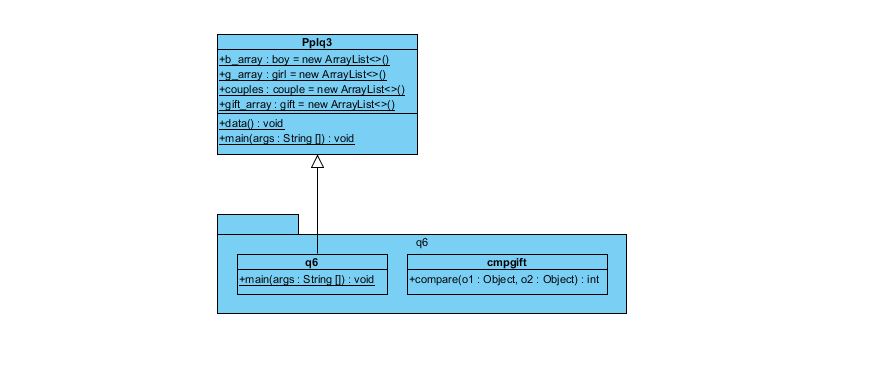 Pplq3
+b_array : boy = new ArrayList<>()
+g_array : girl = new ArrayList<>()
+couples : couple = new ArrayList<>()
+gift_array : gift = new ArrayList<>()
+data() : void
+main(args : String []) : void
q6
q6
+main(args : String []) : void
cmpgift
+compare(o1 : Object, o2 : Object) : int